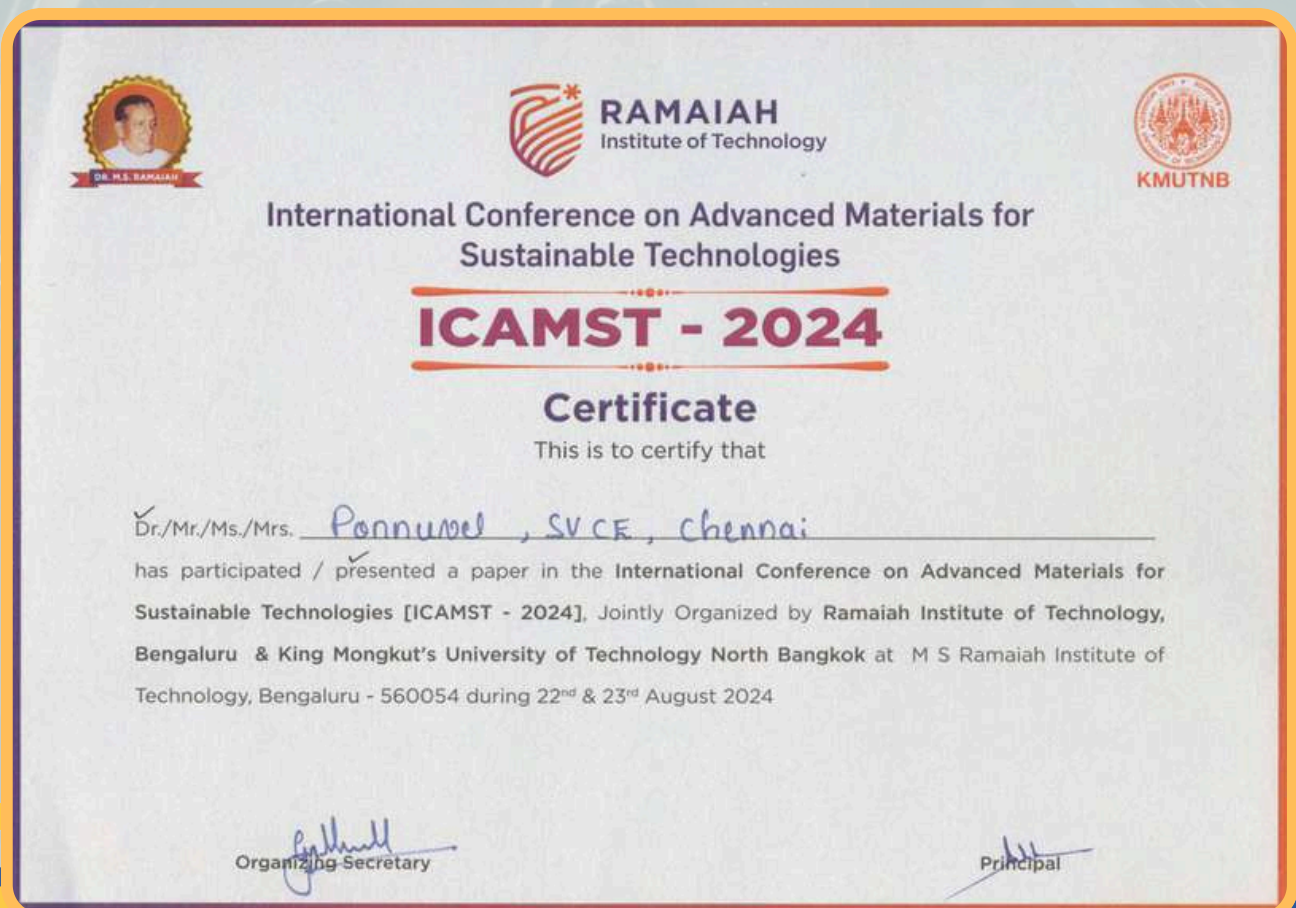 DR. M.S. RAMAIAH
RAMAIAH
Institute of Technology
KMUTNB
International Conference on Advanced Materials for
Sustainable Technologies
ICAMST - 2024
Certificate
This is to certify that
Dr./Mr./Ms./Mrs. Ponnuvel , SVCE, Chennai
has participated / presented a paper in the International Conference on Advanced Materials for
Sustainable Technologies [ICAMST - 2024], Jointly Organized by Ramaiah Institute of Technology,
Bengaluru & King Mongkut's University of Technology North Bangkok at M S Ramaiah Institute of
Technology, Bengaluru - 560054 during 22nd & 23rd August 2024
Organizing Secretary
Principal